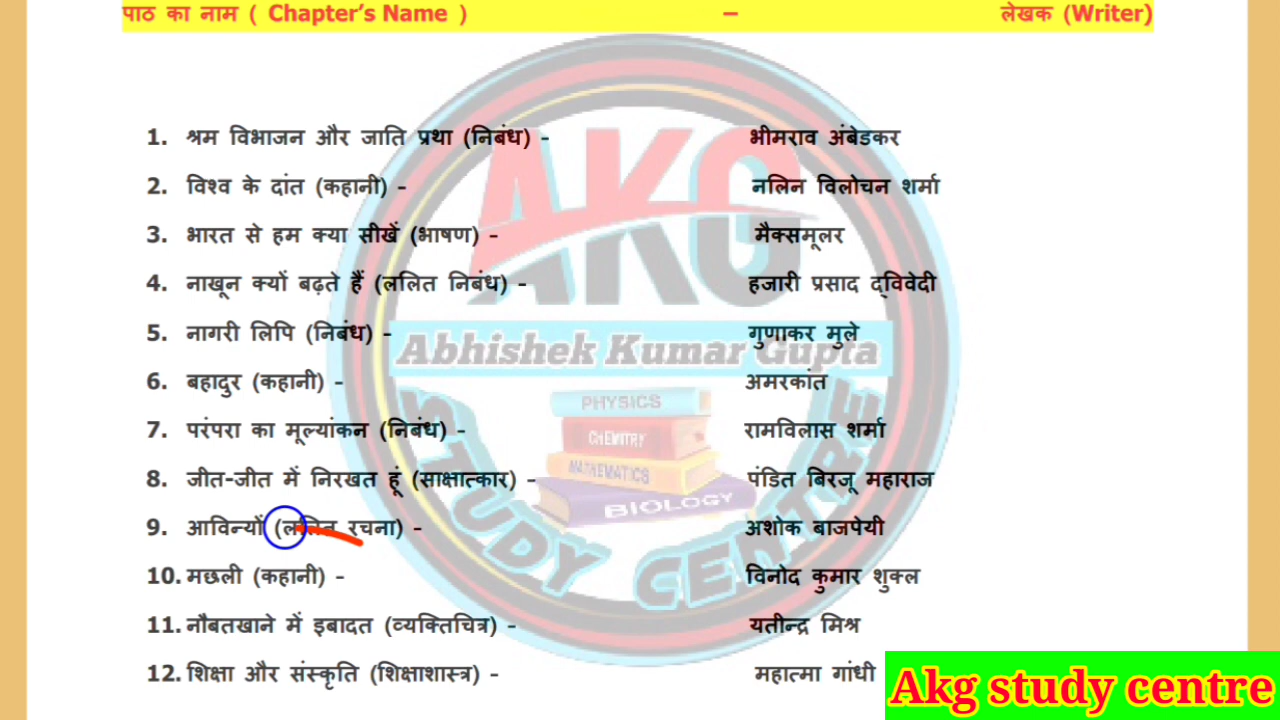 पाठ का नाम ( Chapter’s Name ) – लेखक (Writer)
1. श्रम विभाजन और जाति प्रथा (निबंध) - भीमराव अंबेडकर
2. विश्व के दांत (कहानी) - नलिन विलोचन शर्मा
3. भारत से हम क्या सीखें (भाषण) - मैक्समूलर
4. नाखून क्यों बढ़ते हैं (ललित निबंध) - हजारी प्रसाद द्विवेदी
5. नागरी लिपि (निबंध) - गुणाकर मुले
6. बहादुर (कहानी) - अमरकांत
7. परंपरा का मूल्यांकन (निबंध) - रामविलास शर्मा
8. जीत-जीत में निरखत हूं (साक्षात्कार) - पंडित बिरजू महाराज
9. आविन्यों (ललित रचना) - अशोक बाजपेयी
10. मछली (कहानी) - विनोद कुमार शुक्ल
11. नौबतखाने में इबादत (व्यक्तिचित्र) - यतीन्द्र मिश्र
12. शिक्षा और संस्कृति (शिक्षाशास्त्र) - महात्मा गांधी
AKG
Abhishek Kumar Gupta
PHYSICS
CHEMITRY
MATHEMATICS
BIOLOGY
STUDY CENTRE
Akg study centre